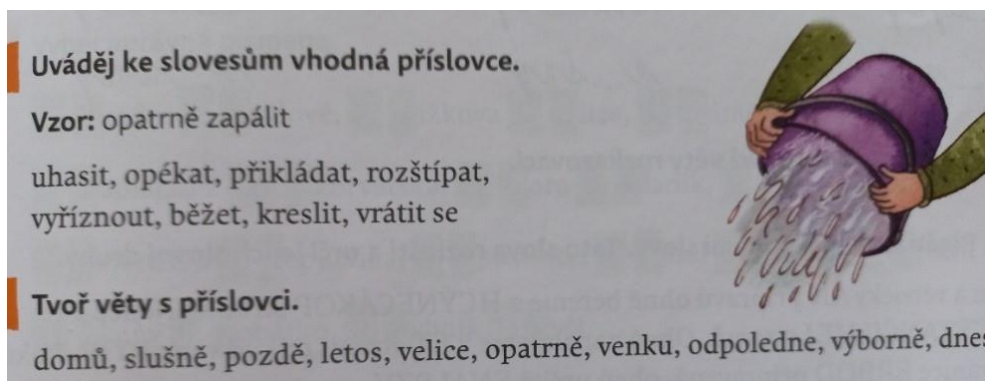 Uváděj ke slovesům vhodná příslovce.
Vzor: opatrně zapálit
uhasit, opékat, přikládat, rozštípat,
vyříznout, běžet, kreslit, vrátit se
Tvoř věty s příslovci.
domů, slušně, pozdě, letos, velice, opatrně, venku, odpoledne, výborně, dnes